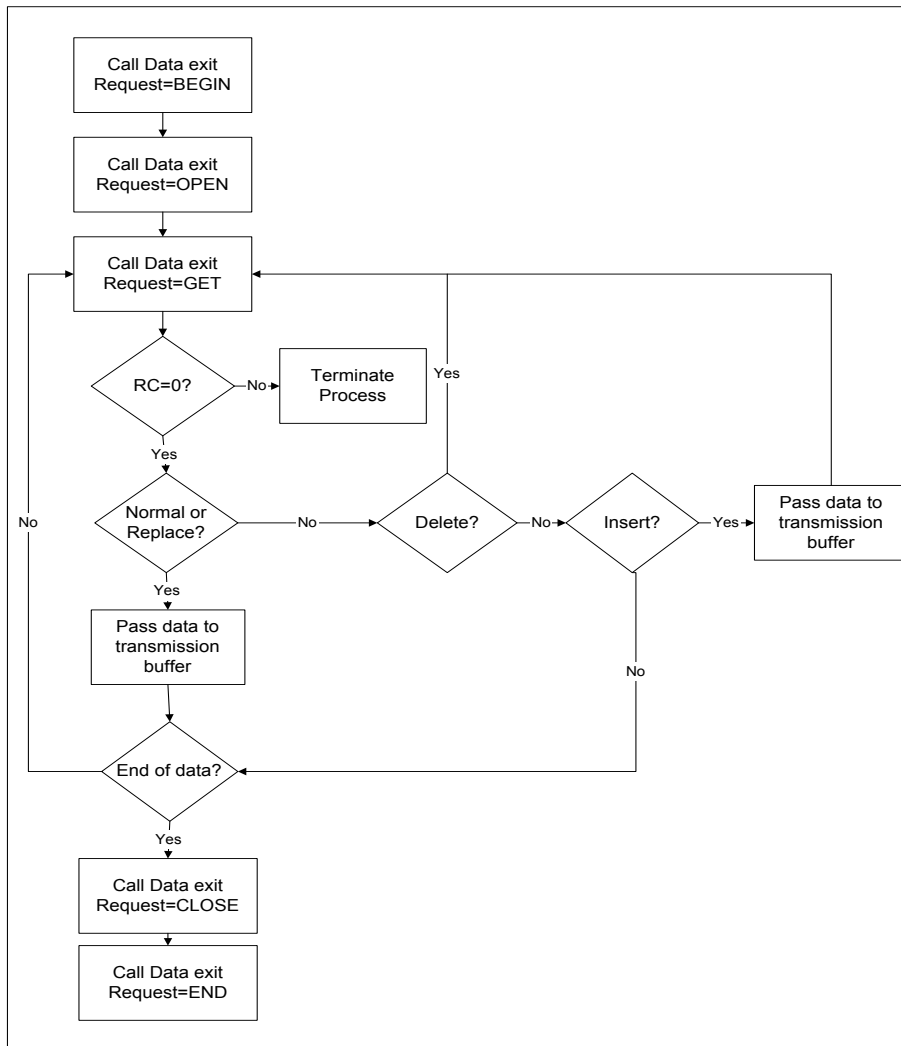 Call Data exit
Request=BEGIN
Call Data exit
Request=OPEN
Call Data exit
Request=GET
RC=0?
No
Terminate
Process
Yes
Yes
Normal or
Replace?
No
Delete?
No
Insert?
Yes
Pass data to
transmission
buffer
No
Yes
Pass data to
transmission
buffer
No
End of data?
Yes
Call Data exit
Request=CLOSE
Call Data exit
Request=END